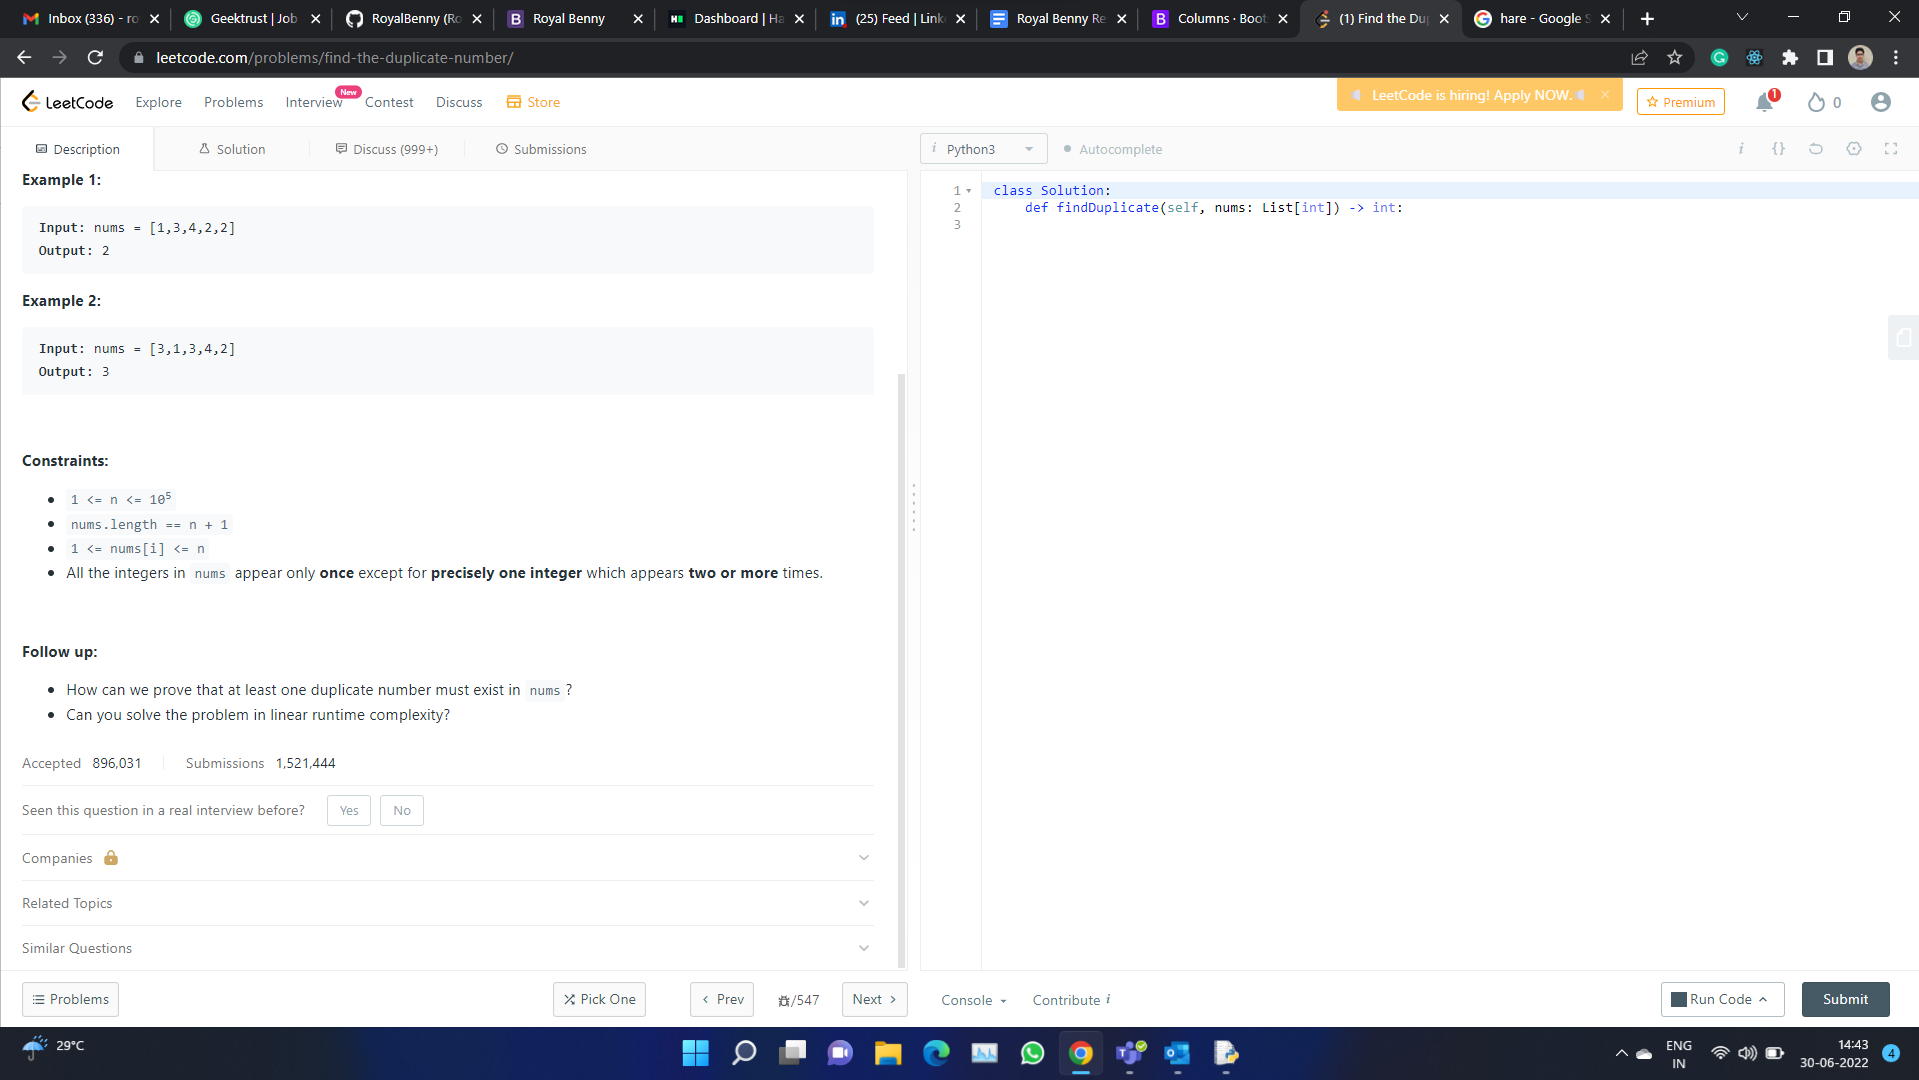 Inbox (336) - ro
Geektrust | Job
RoyalBenny (Ro
Royal Benny
Dashboard | Ha
(25) Feed | Link
Royal Benny Re
Columns · Boot
(1) Find the Dup
hare - Google S
leetcode.com/problems/find-the-duplicate-number/
LeetCode
Explore
Problems
Interview
New
Contest
Discuss
Store
LeetCode is hiring! Apply NOW.
Premium
1
0
Description
Solution
Discuss (999+)
Submissions
i Python3
Autocomplete
i
{}
Example 1:
Input: nums = [1,3,4,2,2]
Output: 2
Example 2:
Input: nums = [3,1,3,4,2]
Output: 3
Constraints:
1 <= n <= 10⁵
nums.length == n + 1
1 <= nums[i] <= n
All the integers in nums appear only once except for precisely one integer which appears two or more times.
Follow up:
How can we prove that at least one duplicate number must exist in nums ?
Can you solve the problem in linear runtime complexity?
Accepted 896,031
Submissions 1,521,444
Seen this question in a real interview before?
Yes
No
Companies
Related Topics
Similar Questions
1 class Solution:
2 def findDuplicate(self, nums: List[int]) -> int:
3
Problems
Pick One
Prev
/547
Next
Console
Contribute i
Run Code
Submit
29°C
ENG
IN
14:43
30-06-2022
4